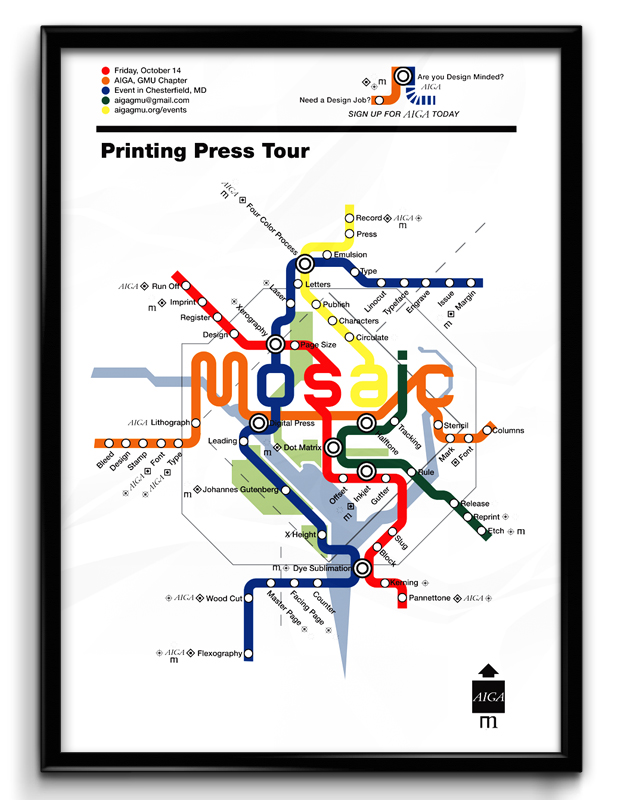 Friday, October 14
AIGA, GMU Chapter
Event in Chesterfield, MD
aigagmu@gmail.com
aigagmu.org/events
Are you Design Minded?
AIGA
m
Need a Design Job?
SIGN UP FOR AIGA TODAY
Printing Press Tour
AIGA
m
Four Color Process
Record
AIGA
m
Press
Emulsion
Type
Linocut
Typeface
Engrave
Issue
m
Margin
Letters
Laser
Publish
Characters
Circulate
AIGA Run Off
m Imprint
Register
Design
Xerography
Page Size
mosaic
AIGA Lithograph
Digital Press
Leading
m Dot Matrix
Halftone
Tracking
Stencil
Mark
m
Font
Columns
Bleed
Design
Stamp
AIGA
Font
AIGA
Type
m Johannes Gutenberg
Offset
Inkjet
m
Gutter
Rule
Release
Reprint
Etch m
X-Height
Slug
Block
m Dye Sublimation
Kerning
Pannettone AIGA
AIGA Wood Cut
Master Page
Facing Page
Counter
AIGA Flexography
m
AIGA
m